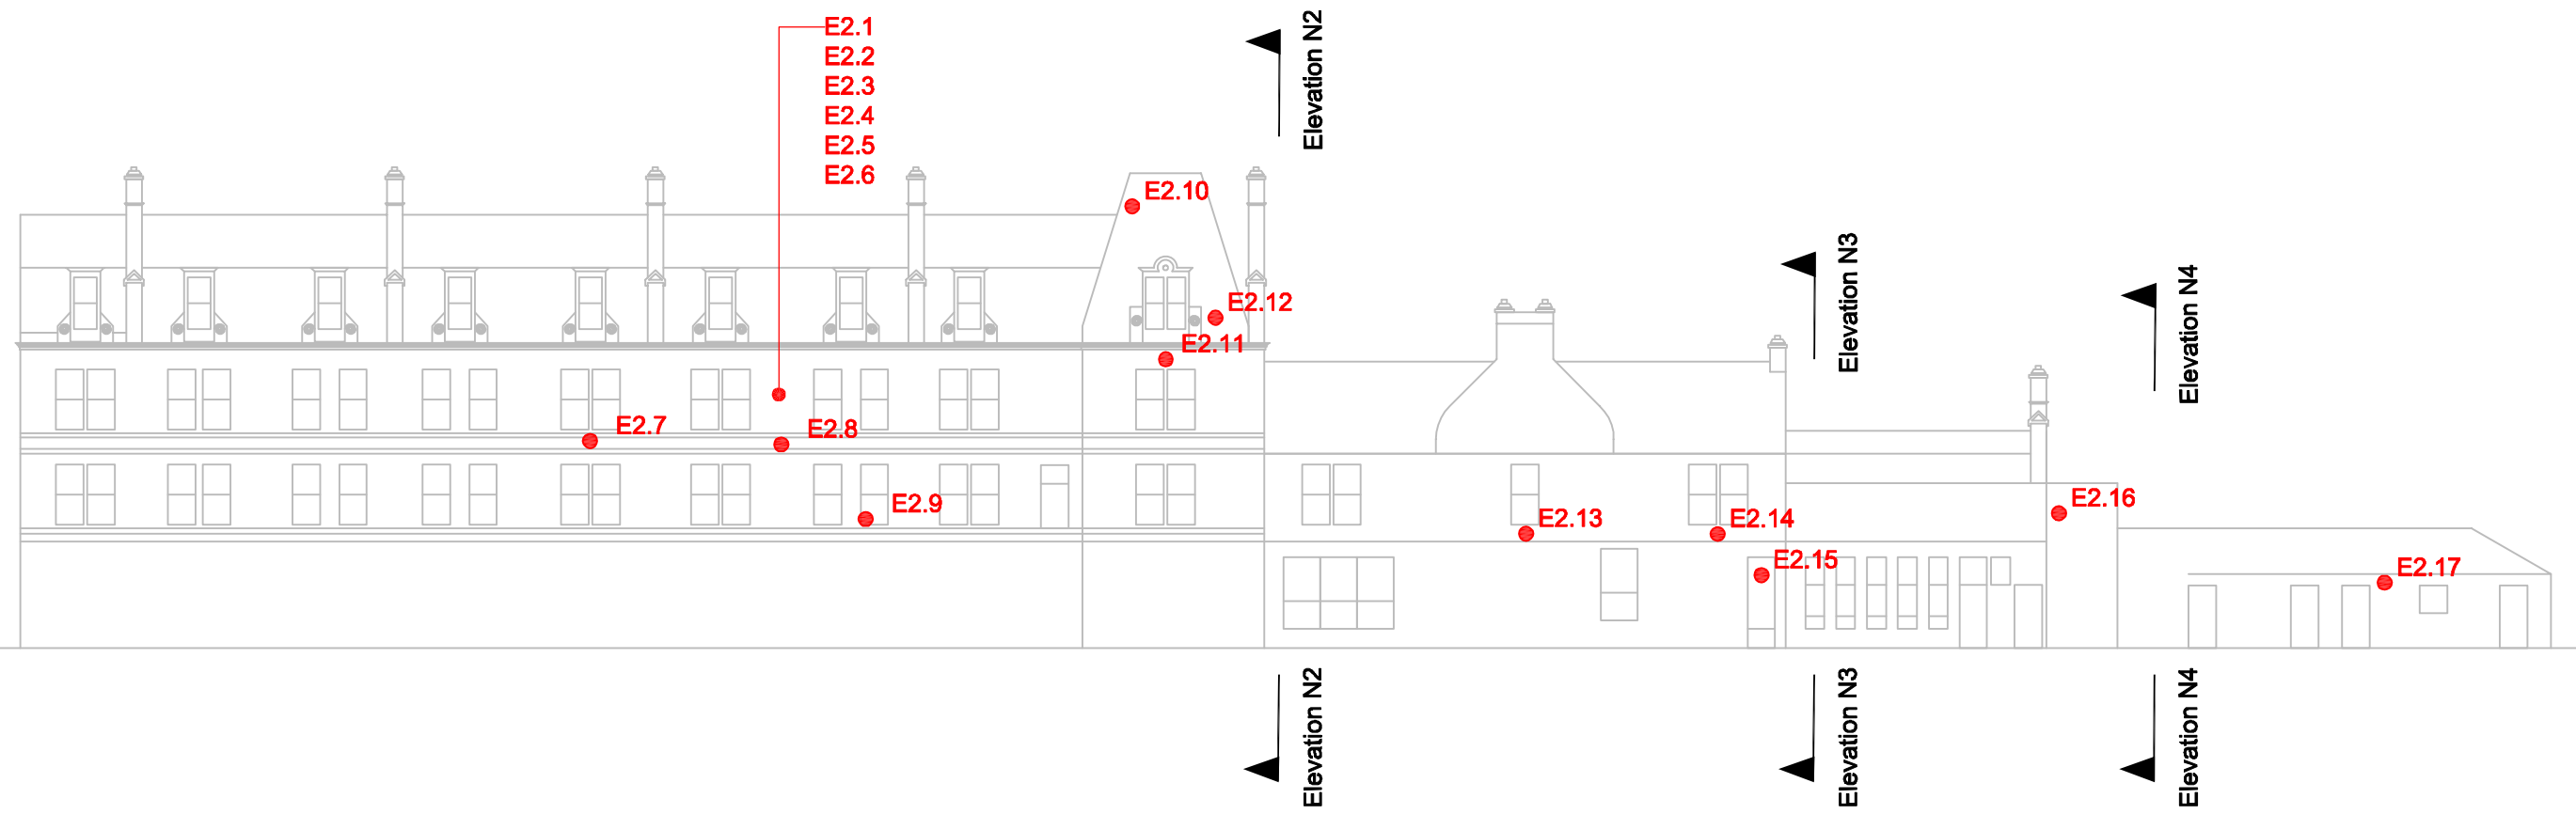 E2.1
E2.2
E2.3
E2.4
E2.5
E2.6
Elevation N2
E2.10
Elevation N3
Elevation N4
E2.12
E2.11
E2.7
E2.8
E2.9
E2.13
E2.14
E2.15
E2.16
E2.17
Elevation N2
Elevation N3
Elevation N4